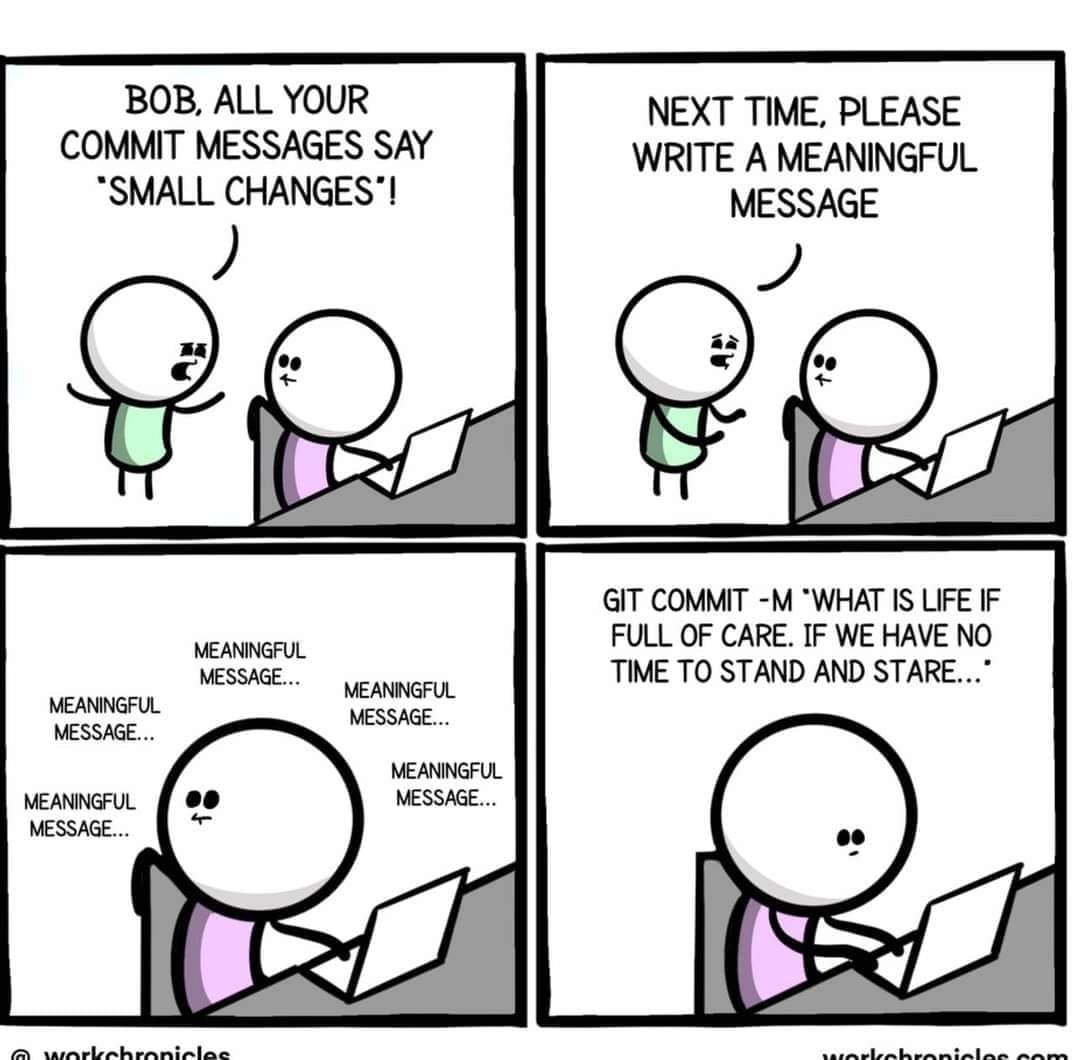 BOB, ALL YOUR
COMMIT MESSAGES SAY
"SMALL CHANGES"!
NEXT TIME, PLEASE
WRITE A MEANINGFUL
MESSAGE
MEANINGFUL
MESSAGE...
MEANINGFUL
MESSAGE...
MEANINGFUL
MESSAGE...
MEANINGFUL
MESSAGE...
MEANINGFUL
MESSAGE...
GIT COMMIT -M "WHAT IS LIFE IF
FULL OF CARE. IF WE HAVE NO
TIME TO STAND AND STARE..."
@_workchronicles
workchronicles.com